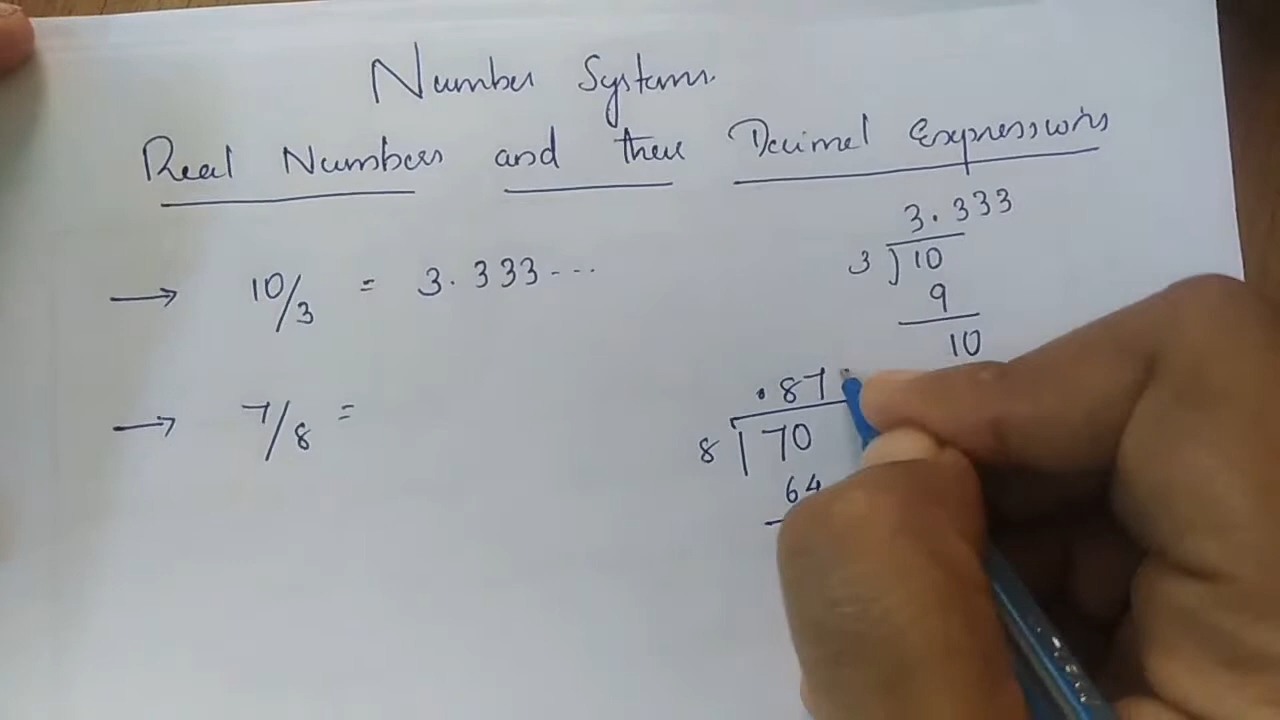 Number Systems.
Real Numbers and their Decimel Expressions
→ 10/3 = 3.333---
3.333
3 ) 10
9
10
→ 7/8 =
.87
8 | 70
64